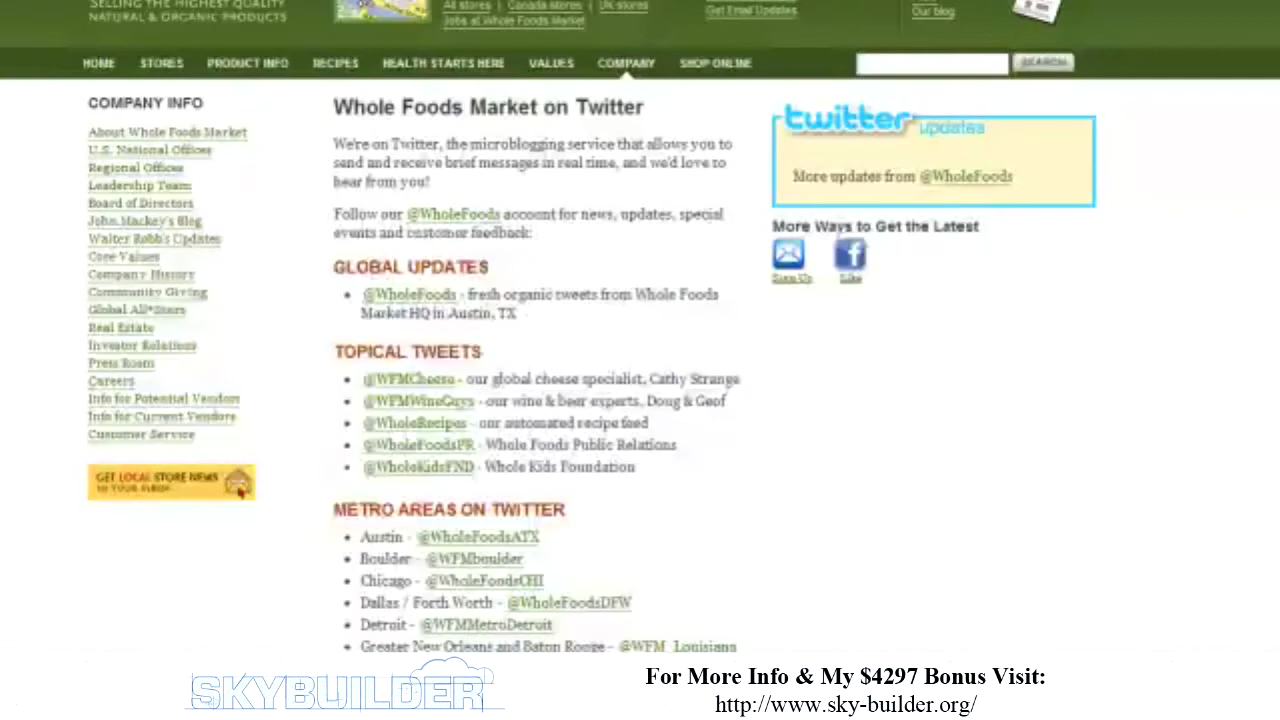 SELLING THE HIGHEST QUALITY
NATURAL & ORGANIC PRODUCTS
All stores | Canada stores | UK stores
Jobs at Whole Foods Market
Get Email Updates
Our blog
HOME STORES PRODUCT INFO RECIPES HEALTH STARTS HERE VALUES COMPANY SHOP ONLINE
SEARCH
COMPANY INFO
About Whole Foods Market
U.S. National Offices
Regional Offices
Leadership Team
Board of Directors
John Mackey's Blog
Walter Robb's Updates
Core Values
Company History
Community Giving
Global All*Stars
Real Estate
Investor Relations
Press Room
Careers
Info for Potential Vendors
Info for Current Vendors
Customer Service
GET LOCAL STORE NEWS
IN YOUR INBOX
Whole Foods Market on Twitter
We're on Twitter, the microblogging service that allows you to
send and receive brief messages in real time, and we'd love to
hear from you!
Follow our @WholeFoods account for news, updates, special
events and customer feedback:
GLOBAL UPDATES
@WholeFoods - fresh organic tweets from Whole Foods
Market HQ in Austin, TX
TOPICAL TWEETS
@WFMCheese - our global cheese specialist, Cathy Strange
@WFMWineGuys - our wine & beer experts, Doug & Geof
@WholeRecipes - our automated recipe feed
@WholeFoodsPR - Whole Foods Public Relations
@WholeKidsFND - Whole Kids Foundation
METRO AREAS ON TWITTER
Austin - @WholeFoodsATX
Boulder - @WFMboulder
Chicago - @WholeFoodsCHI
Dallas / Forth Worth - @WholeFoodsDFW
Detroit - @WFMMetroDetroit
Greater New Orleans and Baton Rouge - @WFM_Louisiana
twitter updates
More updates from @WholeFoods
More Ways to Get the Latest
Sign Up Like
SKYBUILDER
For More Info & My $4297 Bonus Visit:
http://www.sky-builder.org/